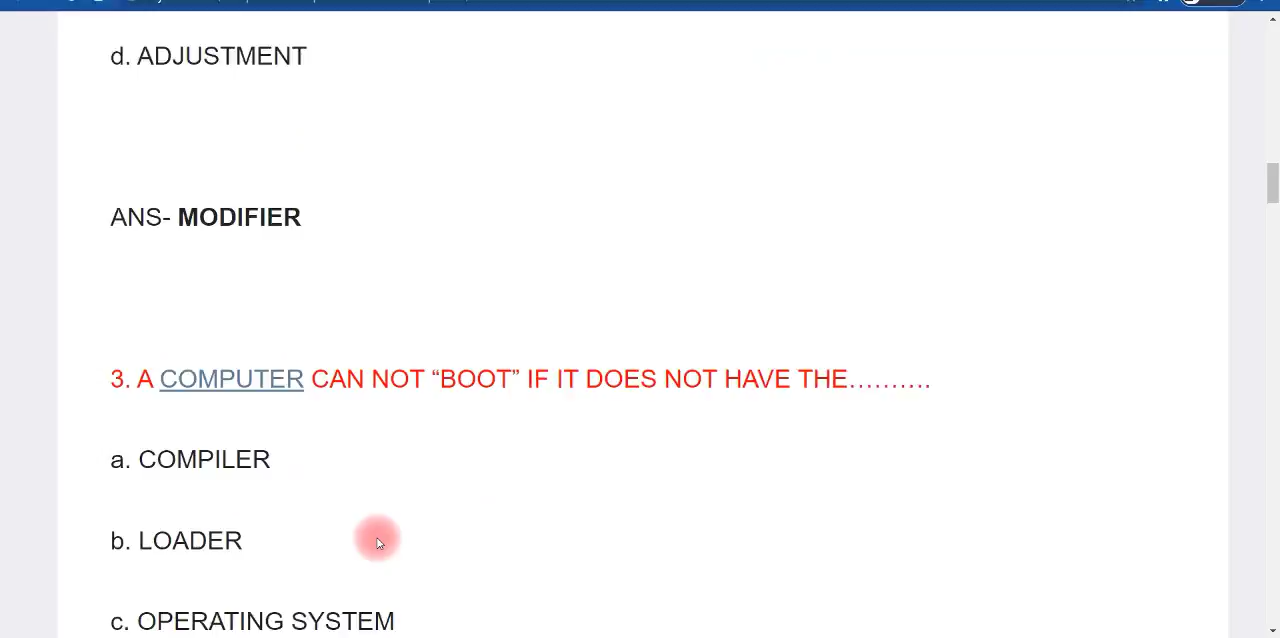 d. ADJUSTMENT
ANS- MODIFIER
3. A COMPUTER CAN NOT “BOOT” IF IT DOES NOT HAVE THE……….
a. COMPILER
b. LOADER
c. OPERATING SYSTEM